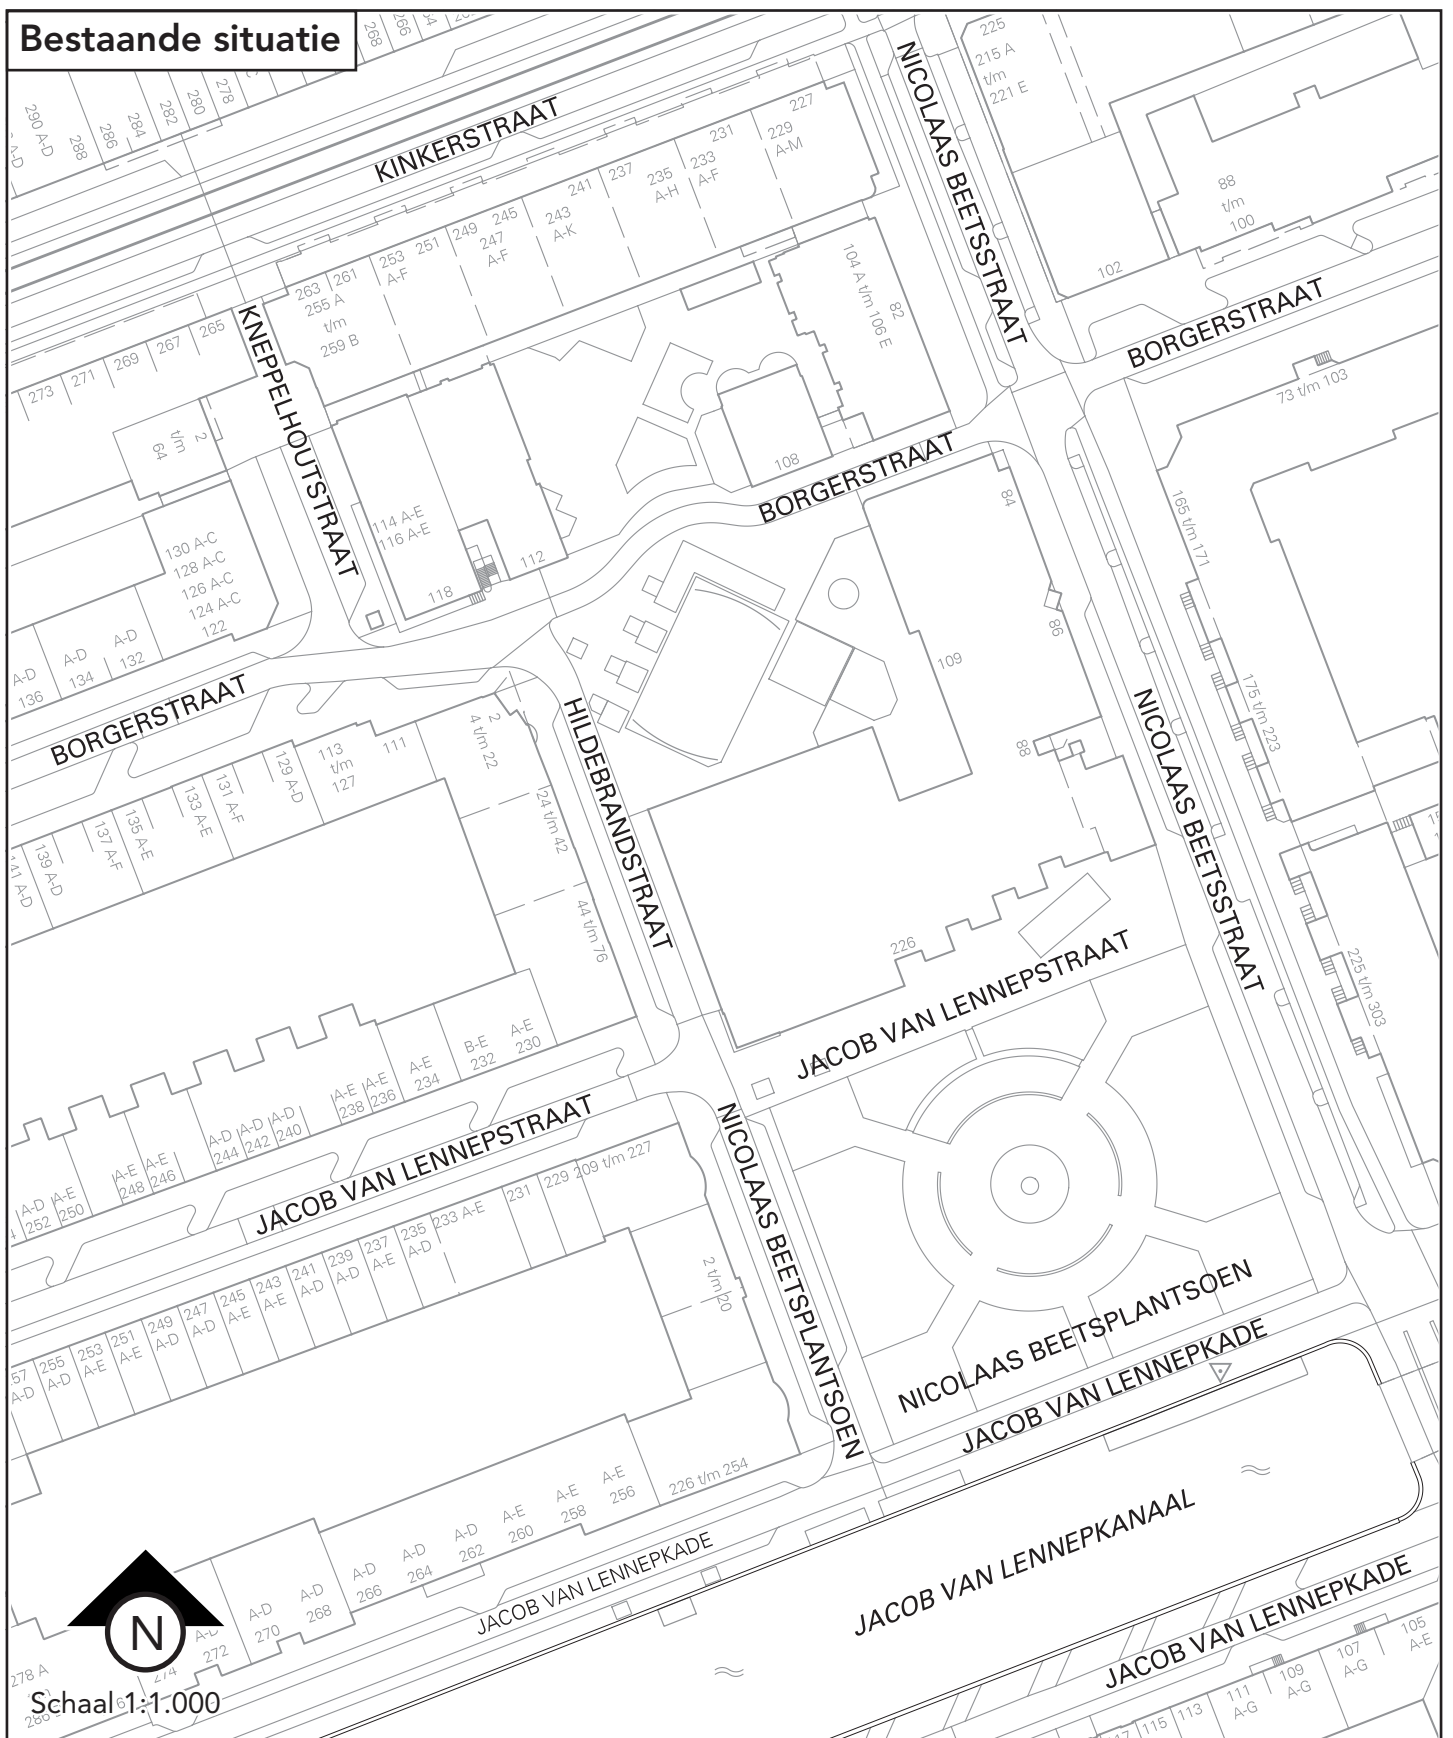 Bestaande situatie
268
266
290 A-D
288
286
284
282
280
278
KINKERSTRAAT
NICOLAAS BEETSSTRAAT
225
215 A
t/m
221 E
227
229
A-M
231
233
A-F
235
A-H
237
241
243
A-K
245
247
A-F
249
251
253
A-F
261
263
255 A
t/m
259 B
265
267
269
271
273
88
t/m
100
102
104 A t/m 106 E
82
BORGERSTRAAT
KNEPPELHOUTSTRAAT
2
t/m
64
73 t/m 103
108
BORGERSTRAAT
84
165 t/m 171
114 A-E
116 A-E
112
118
130 A-C
128 A-C
126 A-C
124 A-C
122
A-D
132
A-D
134
A-D
136
86
109
BORGERSTRAAT
HILDEBRANDSTRAAT
NICOLAAS BEETSSTRAAT
175 t/m 223
88
2
4 t/m 22
24 t/m 42
44 t/m 76
111
113
t/m
127
129 A-D
131 A-F
133 A-E
135 A-E
137 A-F
139 A-D
141 A-D
226
JACOB VAN LENNEPSTRAAT
225 t/m 303
A-E
230
B-E
232
A-E
234
A-E
236
A-E
238
A-D
240
A-D
242
A-D
244
A-E
246
A-E
248
A-E
250
A-D
252
JACOB VAN LENNEPSTRAAT
NICOLAAS BEETSPLANTSOEN
209 t/m 227
229
231
233 A-E
235
A-D
237
A-E
239
A-D
241
A-D
243
A-E
245
A-E
247
A-D
249
A-D
251
A-E
253
A-E
255
A-D
57
A-D
2 t/m 20
NICOLAAS BEETSPLANTSOEN
JACOB VAN LENNEPKADE
226 t/m 254
A-E
256
A-E
258
A-E
260
A-D
262
A-D
264
A-D
266
A-D
268
A-D
270
272
274
278 A
JACOB VAN LENNEPKADE
JACOB VAN LENNEPKANAAL
JACOB VAN LENNEPKADE
105
A-E
107
A-G
109
A-G
111
A-G
113
115
N
Schaal 1:1.000